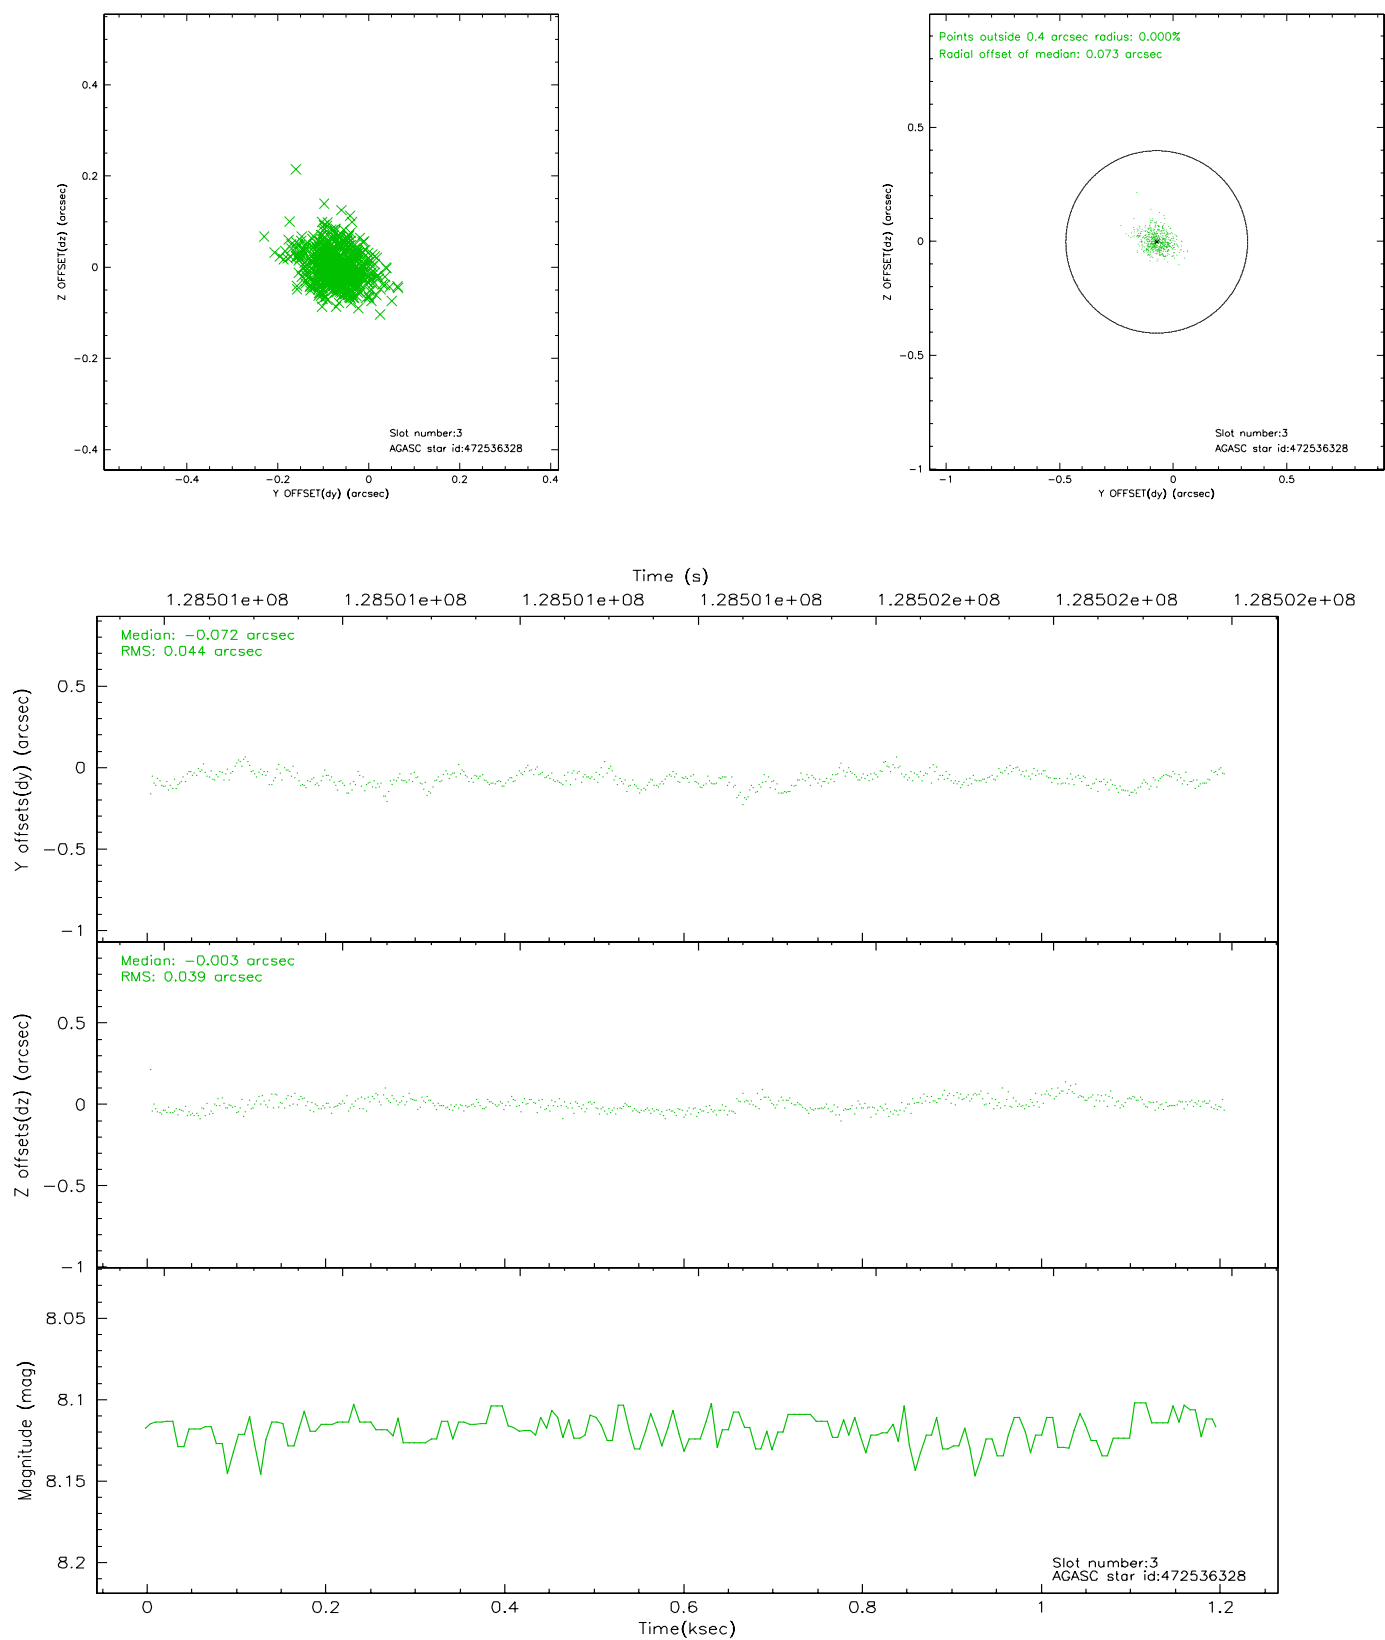 0.4
0.2
0
-0.2
-0.4
Z OFFSET(dz) (arcsec)
-0.4 -0.2 0 0.2 0.4
Y OFFSET(dy) (arcsec)
Slot number:3
AGASC star id:472536328
Points outside 0.4 arcsec radius: 0.000%
Radial offset of median: 0.073 arcsec
0.5
0
-0.5
-1
Z OFFSET(dz) (arcsec)
-1 -0.5 0 0.5
Y OFFSET(dy) (arcsec)
Slot number:3
AGASC star id:472536328
Time (s)
1.28501e+08 1.28501e+08 1.28501e+08 1.28501e+08 1.28502e+08 1.28502e+08 1.28502e+08
Median: -0.072 arcsec
RMS: 0.044 arcsec
0.5
0
-0.5
-1
Y offsets(dy) (arcsec)
Median: -0.003 arcsec
RMS: 0.039 arcsec
0.5
0
-0.5
-1
Z offsets(dz) (arcsec)
8.05
8.1
8.15
8.2
Magnitude (mag)
Slot number:3
AGASC star id:472536328
0 0.2 0.4 0.6 0.8 1 1.2
Time(ksec)